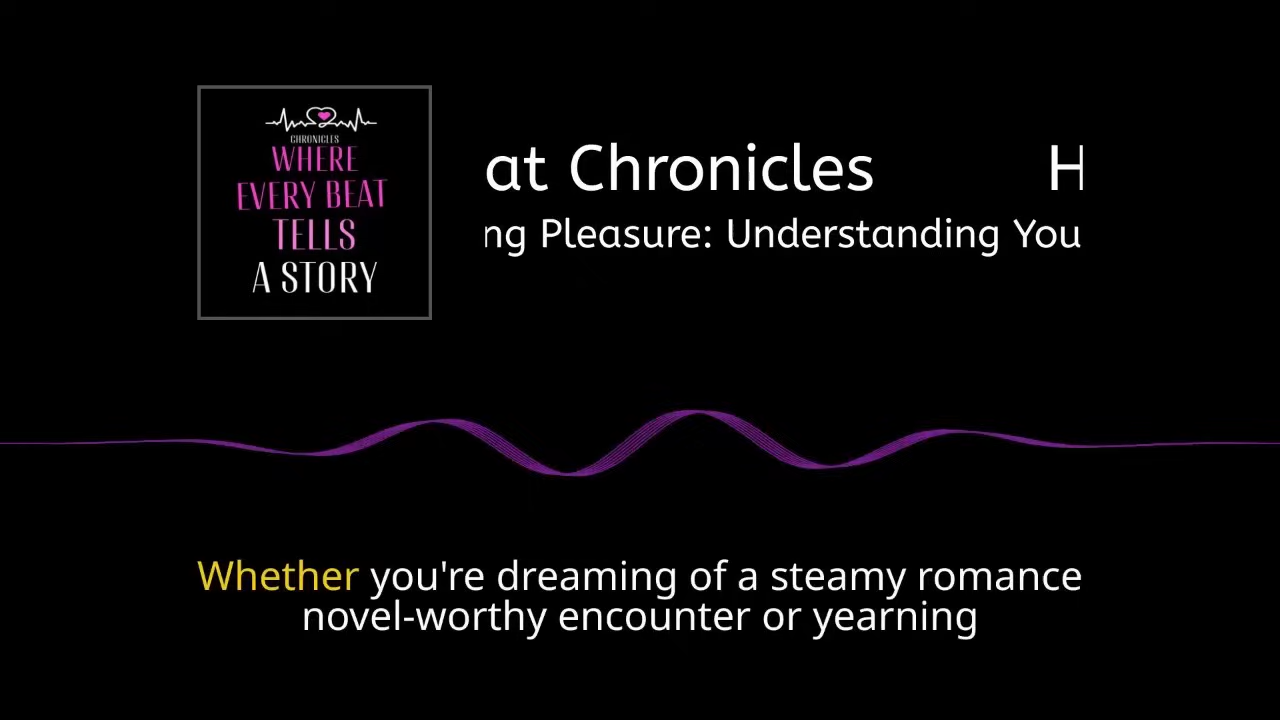 CHRONICLES
WHERE
EVERY BEAT
TELLS
A STORY
at Chronicles H
ng Pleasure: Understanding You
Whether you're dreaming of a steamy romance
novel-worthy encounter or yearning